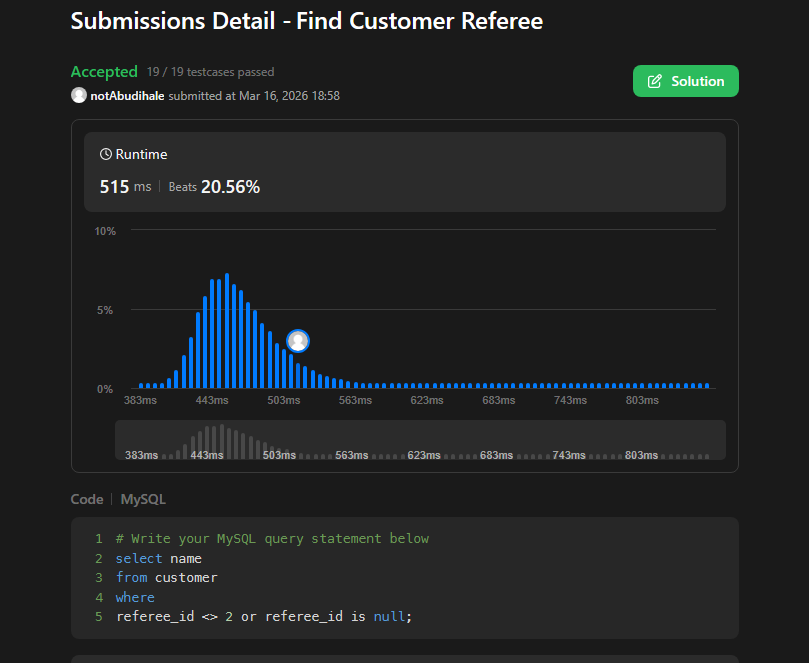 Submissions Detail - Find Customer Referee
Accepted 19 / 19 testcases passed
notAbudihale submitted at Mar 16, 2026 18:58
Solution
Runtime
515 ms | Beats 20.56%
10%
5%
0%
383ms 443ms 503ms 563ms 623ms 683ms 743ms 803ms
383ms 443ms 503ms 563ms 623ms 683ms 743ms 803ms
Code | MySQL
1 # Write your MySQL query statement below
2 select name
3 from customer
4 where
5 referee_id <> 2 or referee_id is null;